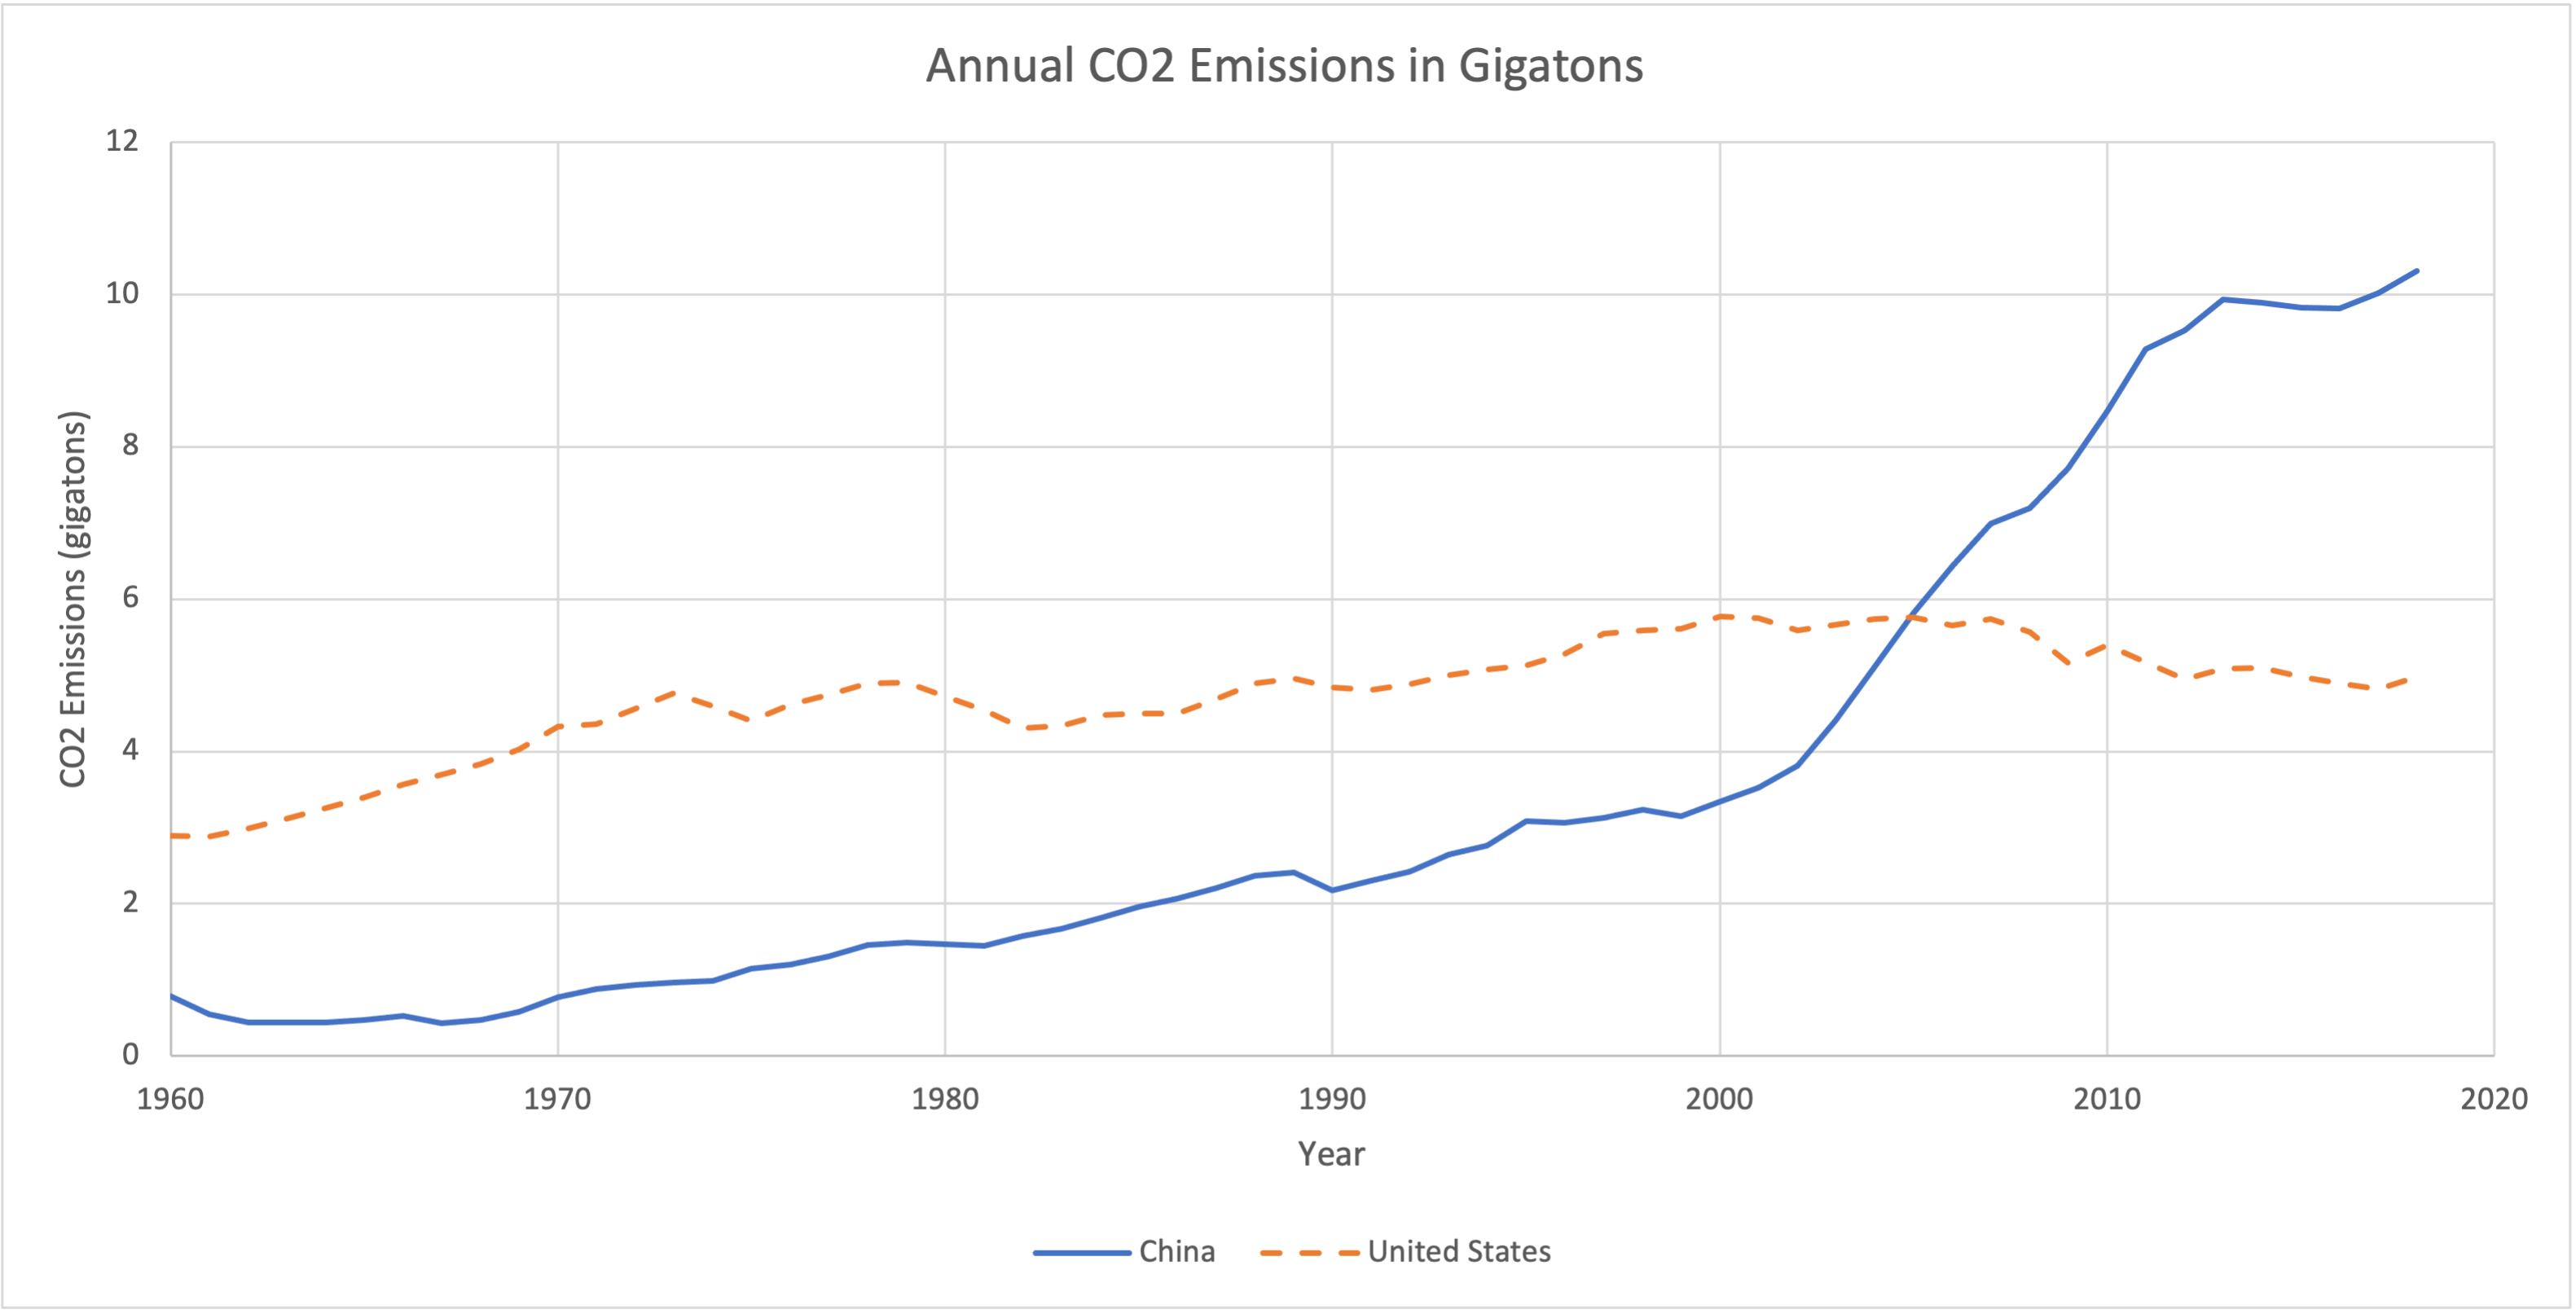 Annual CO2 Emissions in Gigatons
CO2 Emissions (gigatons)
12
10
8
6
4
2
0
1960 1970 1980 1990 2000 2010 2020
Year
China United States